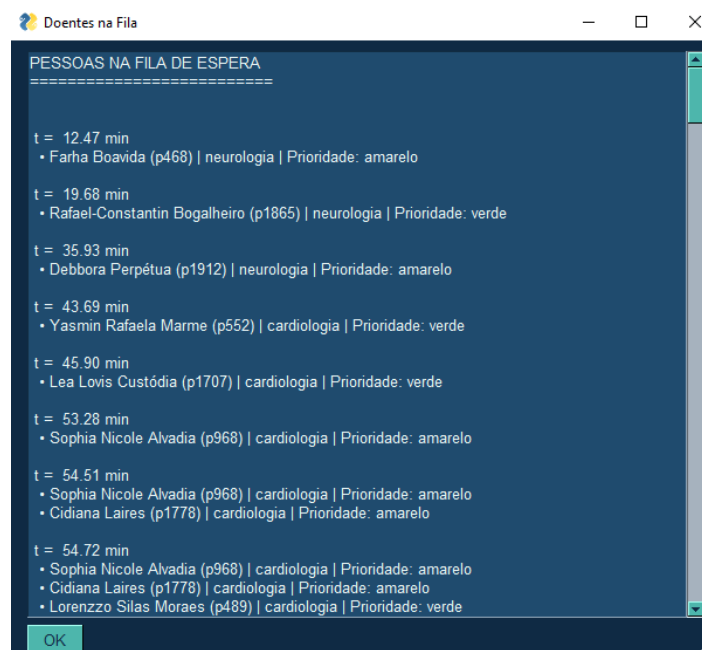 Doentes na Fila
PESSOAS NA FILA DE ESPERA
==========================
t =  12.47 min
• Farha Boavida (p468) | neurologia | Prioridade: amarelo
t =  19.68 min
• Rafael-Constantin Bogalheiro (p1865) | neurologia | Prioridade: verde
t =  35.93 min
• Debbora Perpétua (p1912) | neurologia | Prioridade: amarelo
t =  43.69 min
• Yasmin Rafaela Marme (p552) | cardiologia | Prioridade: verde
t =  45.90 min
• Lea Lovis Custódia (p1707) | cardiologia | Prioridade: verde
t =  53.28 min
• Sophia Nicole Alvadia (p968) | cardiologia | Prioridade: amarelo
t =  54.51 min
• Sophia Nicole Alvadia (p968) | cardiologia | Prioridade: amarelo
• Cidiana Laires (p1778) | cardiologia | Prioridade: amarelo
t =  54.72 min
• Sophia Nicole Alvadia (p968) | cardiologia | Prioridade: amarelo
• Cidiana Laires (p1778) | cardiologia | Prioridade: amarelo
• Lorenzzo Silas Moraes (p489) | cardiologia | Prioridade: verde
OK